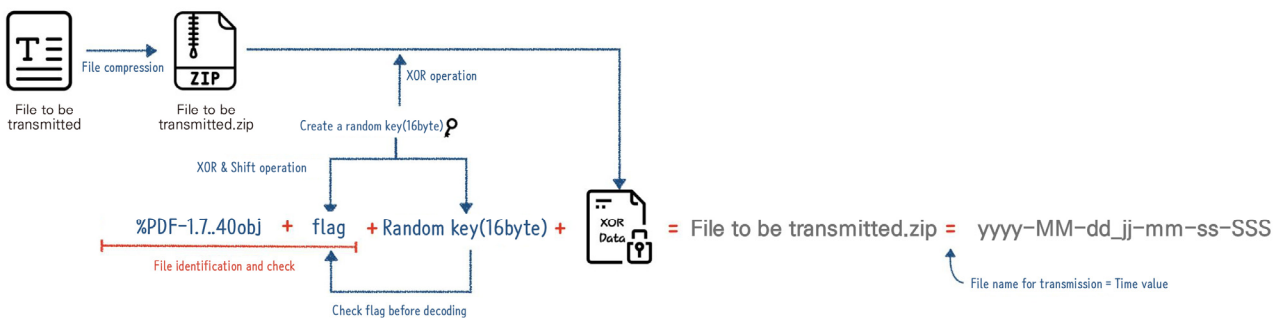 T
ZIP
File compression
XOR operation
File to be
transmitted
File to be
transmitted.zip
Create a random key(16byte)
XOR & Shift operation
%PDF-1.7..40obj + flag + Random key(16byte) + XOR Data = File to be transmitted.zip = yyyy-MM-dd_jj-mm-ss-SSS
File identification and check
File name for transmission = Time value
Check flag before decoding